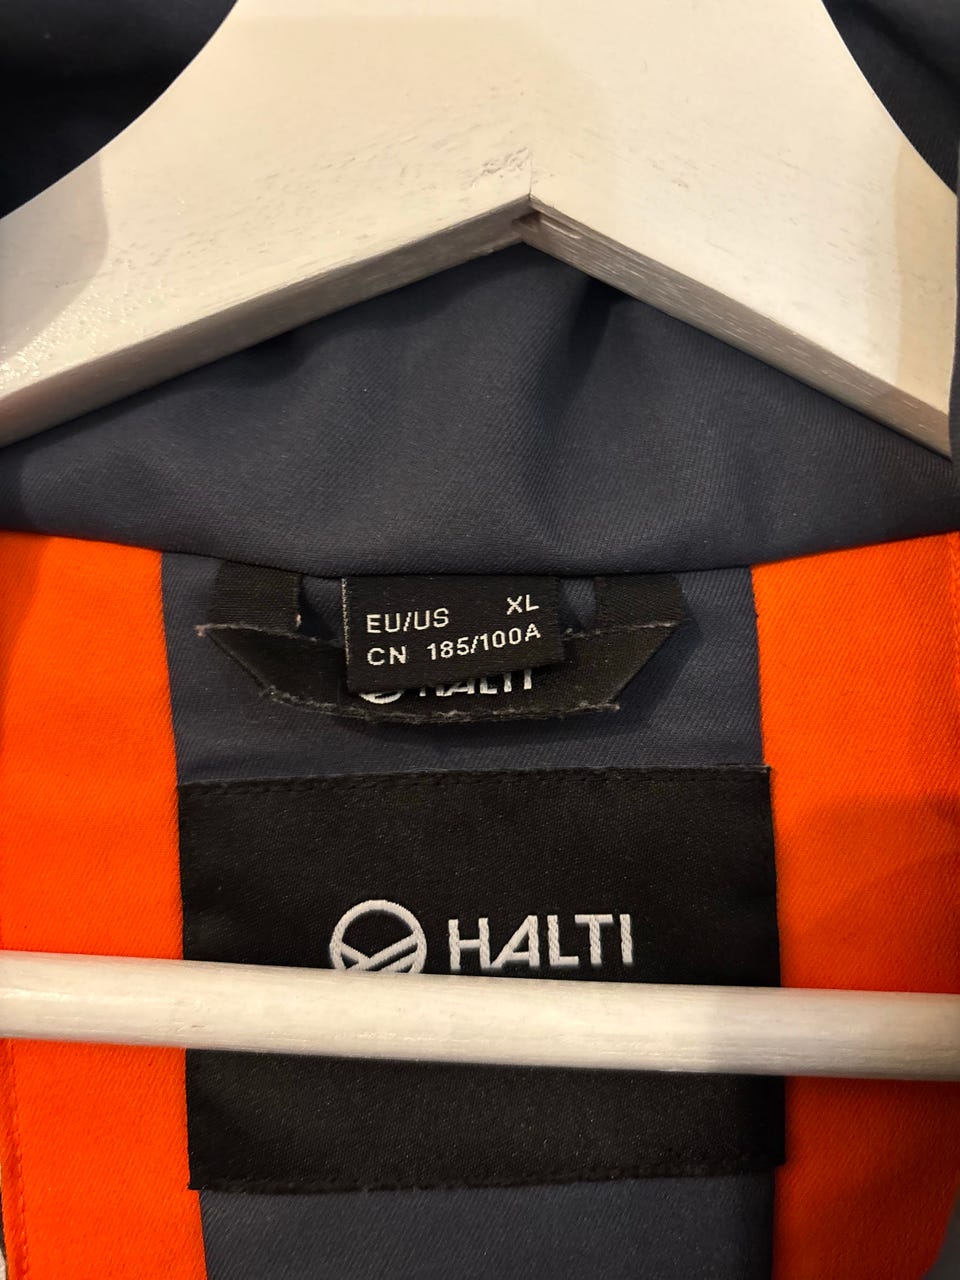 EU/US XL
CN 185/100A
HALTI
HALTI